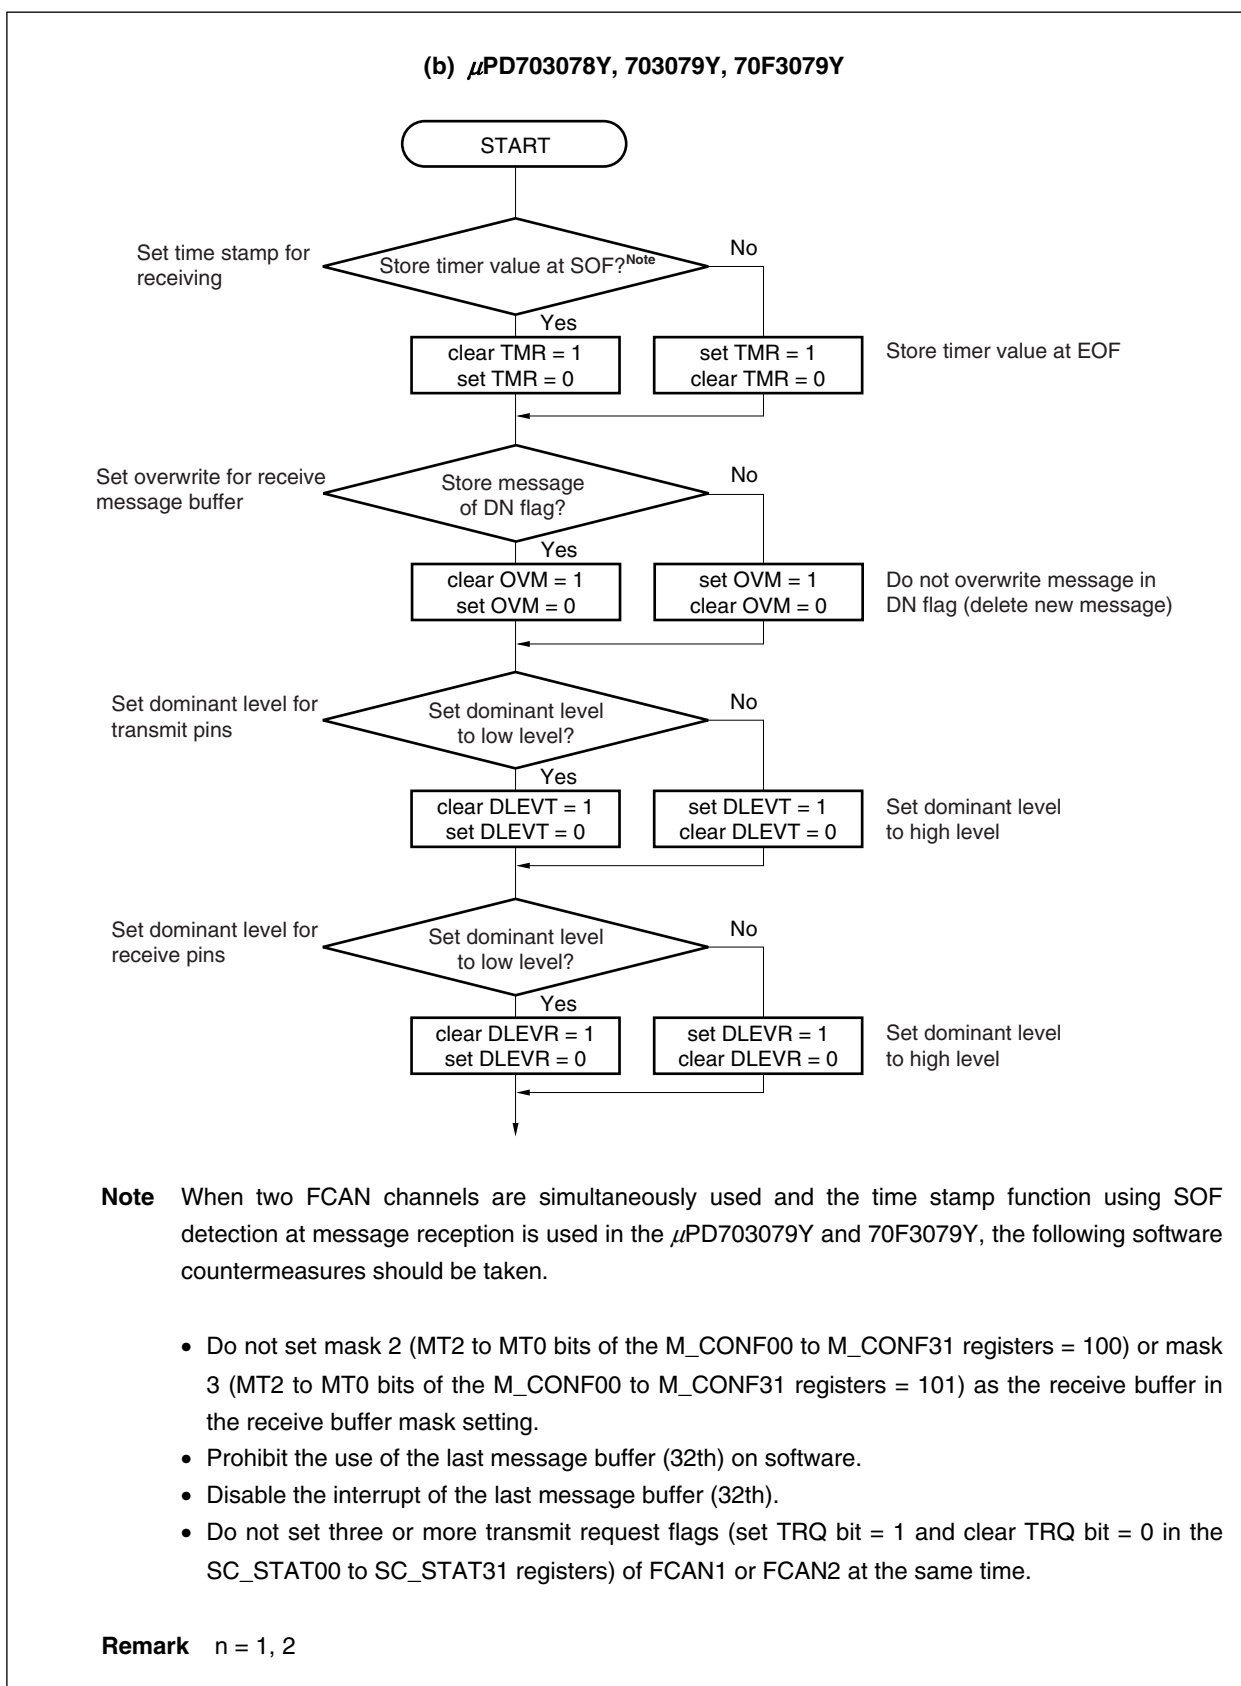 (b) µPD703078Y, 703079Y, 70F3079Y
START
Set time stamp for
receiving
Store timer value at SOF?Note
No
Yes
clear TMR = 1
set TMR = 0
set TMR = 1
clear TMR = 0
Store timer value at EOF
Set overwrite for receive
message buffer
Store message
of DN flag?
No
Yes
clear OVM = 1
set OVM = 0
set OVM = 1
clear OVM = 0
Do not overwrite message in
DN flag (delete new message)
Set dominant level for
transmit pins
Set dominant level
to low level?
No
Yes
clear DLEVT = 1
set DLEVT = 0
set DLEVT = 1
clear DLEVT = 0
Set dominant level
to high level
Set dominant level for
receive pins
Set dominant level
to low level?
No
Yes
clear DLEVR = 1
set DLEVR = 0
set DLEVR = 1
clear DLEVR = 0
Set dominant level
to high level
Note When two FCAN channels are simultaneously used and the time stamp function using SOF
detection at message reception is used in the µPD703079Y and 70F3079Y, the following software
countermeasures should be taken.
• Do not set mask 2 (MT2 to MT0 bits of the M_CONF00 to M_CONF31 registers = 100) or mask
3 (MT2 to MT0 bits of the M_CONF00 to M_CONF31 registers = 101) as the receive buffer in
the receive buffer mask setting.
• Prohibit the use of the last message buffer (32th) on software.
• Disable the interrupt of the last message buffer (32th).
• Do not set three or more transmit request flags (set TRQ bit = 1 and clear TRQ bit = 0 in the
SC_STAT00 to SC_STAT31 registers) of FCAN1 or FCAN2 at the same time.
Remark n = 1, 2